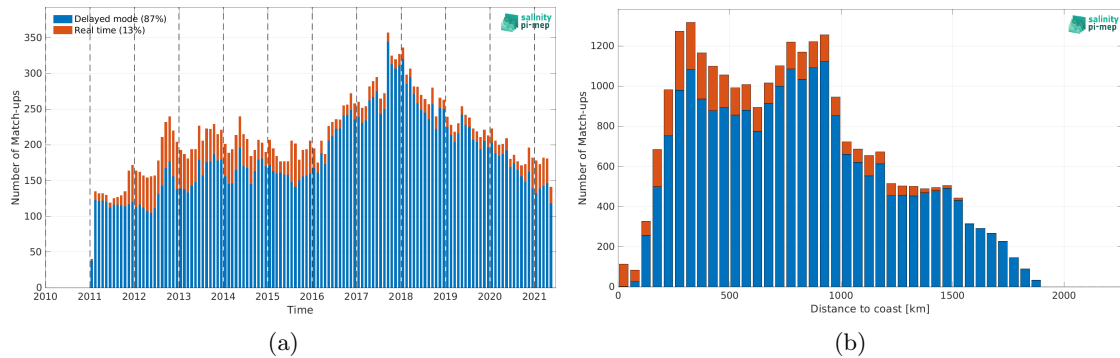 Delayed mode (87%)
Real time (13%)
salinity
pi-mep
350
300
250
200
150
100
50
0
Number of Match-ups
2010 2011 2012 2013 2014 2015 2016 2017 2018 2019 2020 2021
Time
(a)
salinity
pi-mep
1200
1000
800
600
400
200
0
Number of Match-ups
0 500 1000 1500 2000
Distance to coast [km]
(b)